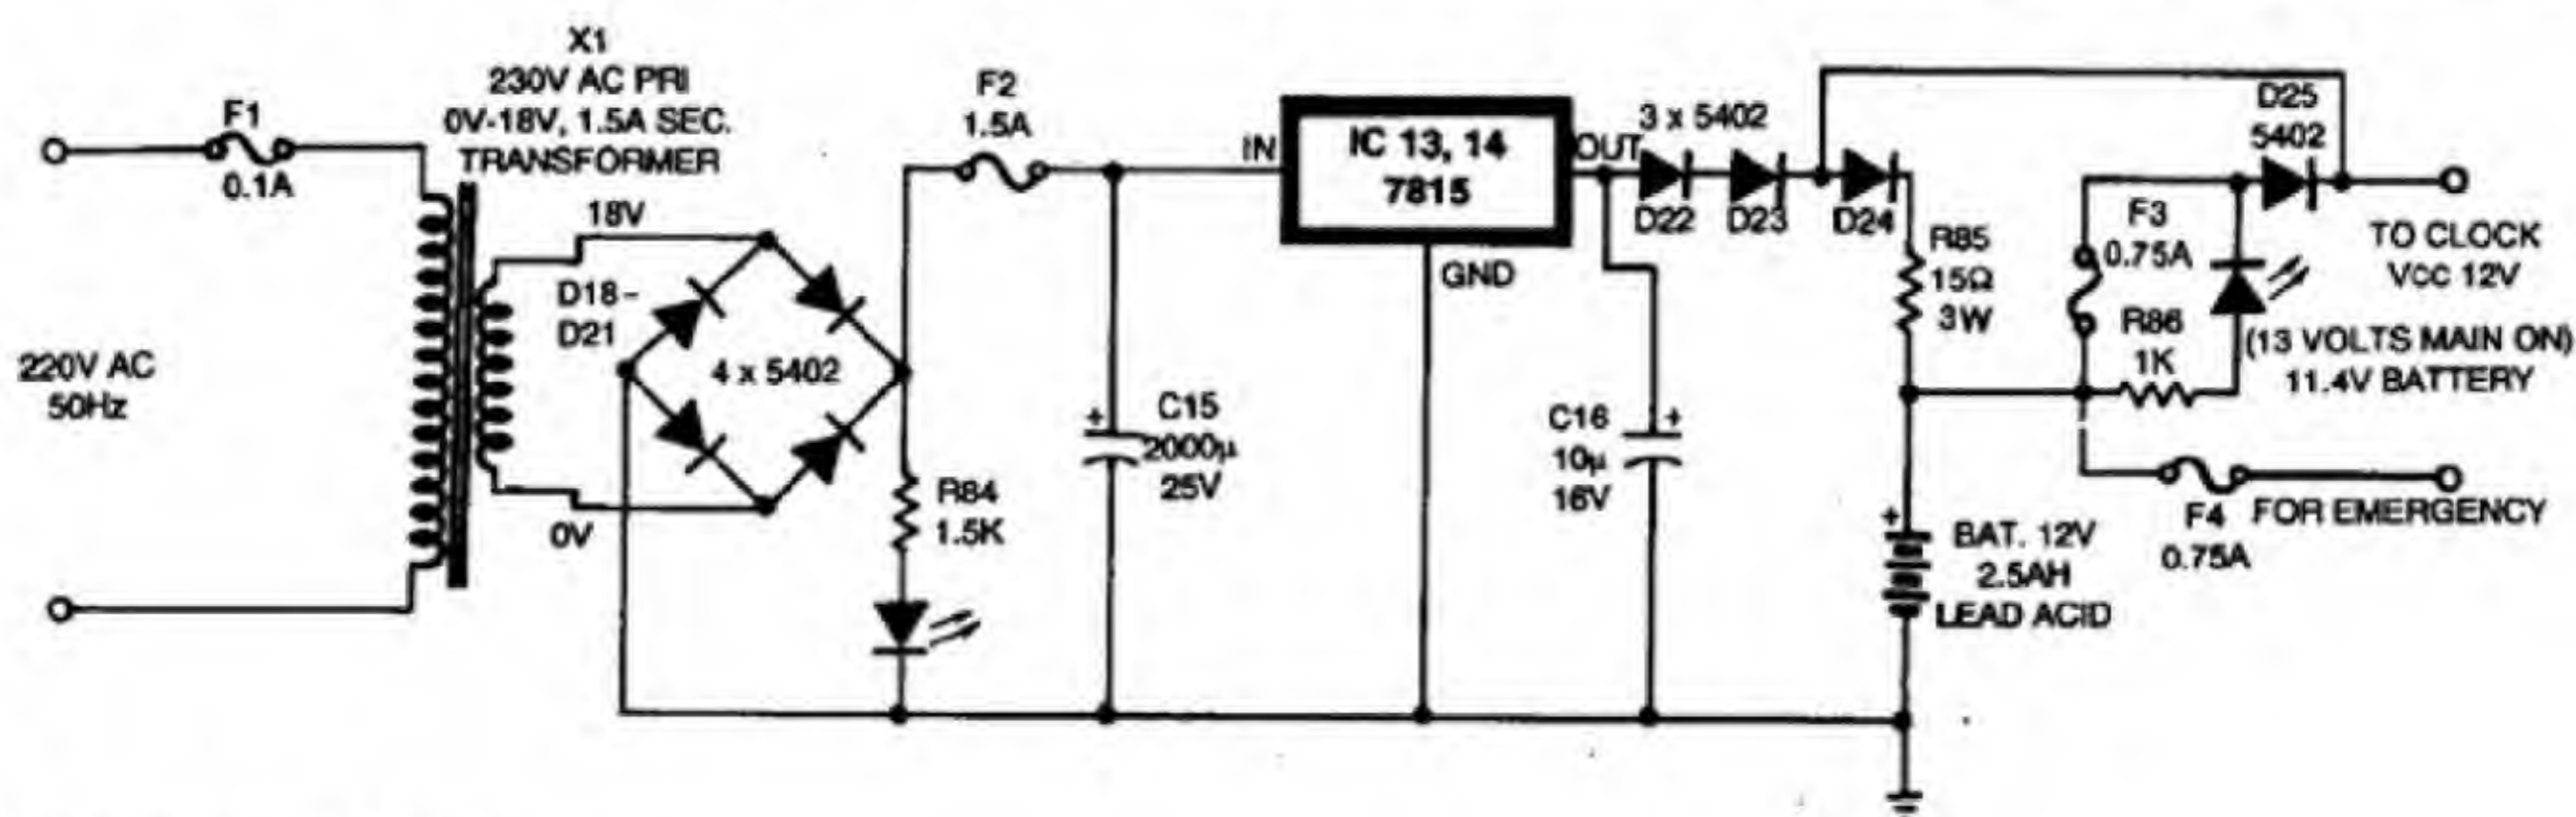 X1
230V AC PRI
0V-18V, 1.5A SEC.
TRANSFORMER
F1
0.1A
220V AC
50Hz
18V
0V
D18-
D21
4 x 5402
F2
1.5A
R84
1.5K
+
C15
2000µ
25V
IN
IC 13, 14
7815
OUT
GND
3 x 5402
D22
D23
D24
C16
10µ
16V
+
R85
15Ω
3W
+
BAT. 12V
2.5AH
LEAD ACID
D25
5402
F3
0.75A
R86
1K
TO CLOCK
VCC 12V
(13 VOLTS MAIN ON)
11.4V BATTERY
F4
0.75A
FOR EMERGENCY